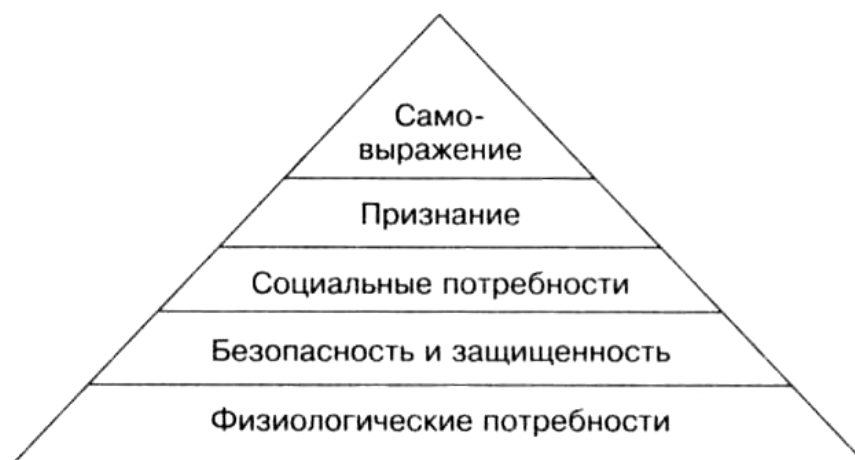 Само-
выражение
Признание
Социальные потребности
Безопасность и защищенность
Физиологические потребности